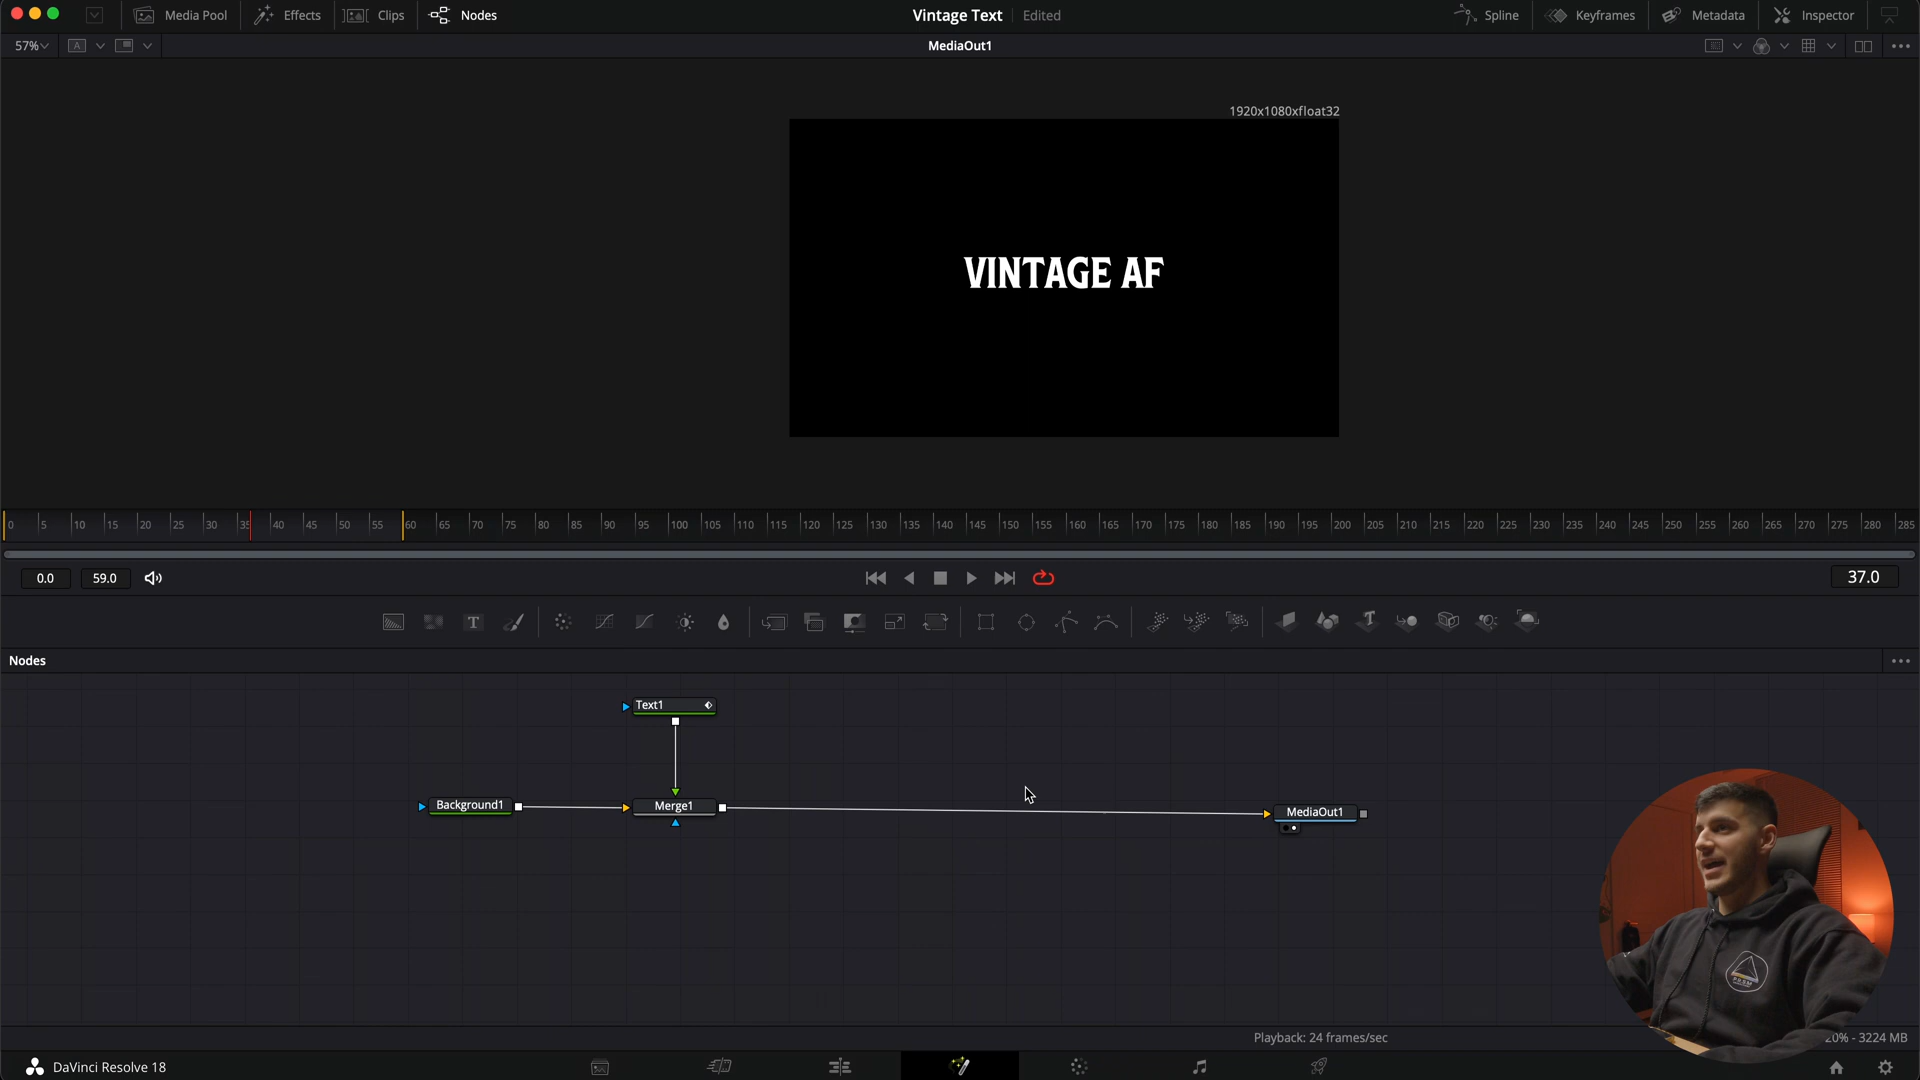 Media Pool Effects Clips Nodes Vintage Text Edited Spline Keyframes Metadata Inspector
57% A MediaOut1
1920x1080xfloat32
VINTAGE AF
0 5 10 15 20 25 30 35 40 45 50 55 60 65 70 75 80 85 90 95 100 105 110 115 120 125 130 135 140 145 150 155 160 165 170 175 180 185 190 195 200 205 210 215 220 225 230 235 240 245 250 255 260 265 270 275 280 285
0.0 59.0 37.0
T T
Nodes
Text1
Background1 Merge1 MediaOut1
Playback: 24 frames/sec 20% - 3224 MB
DaVinci Resolve 18